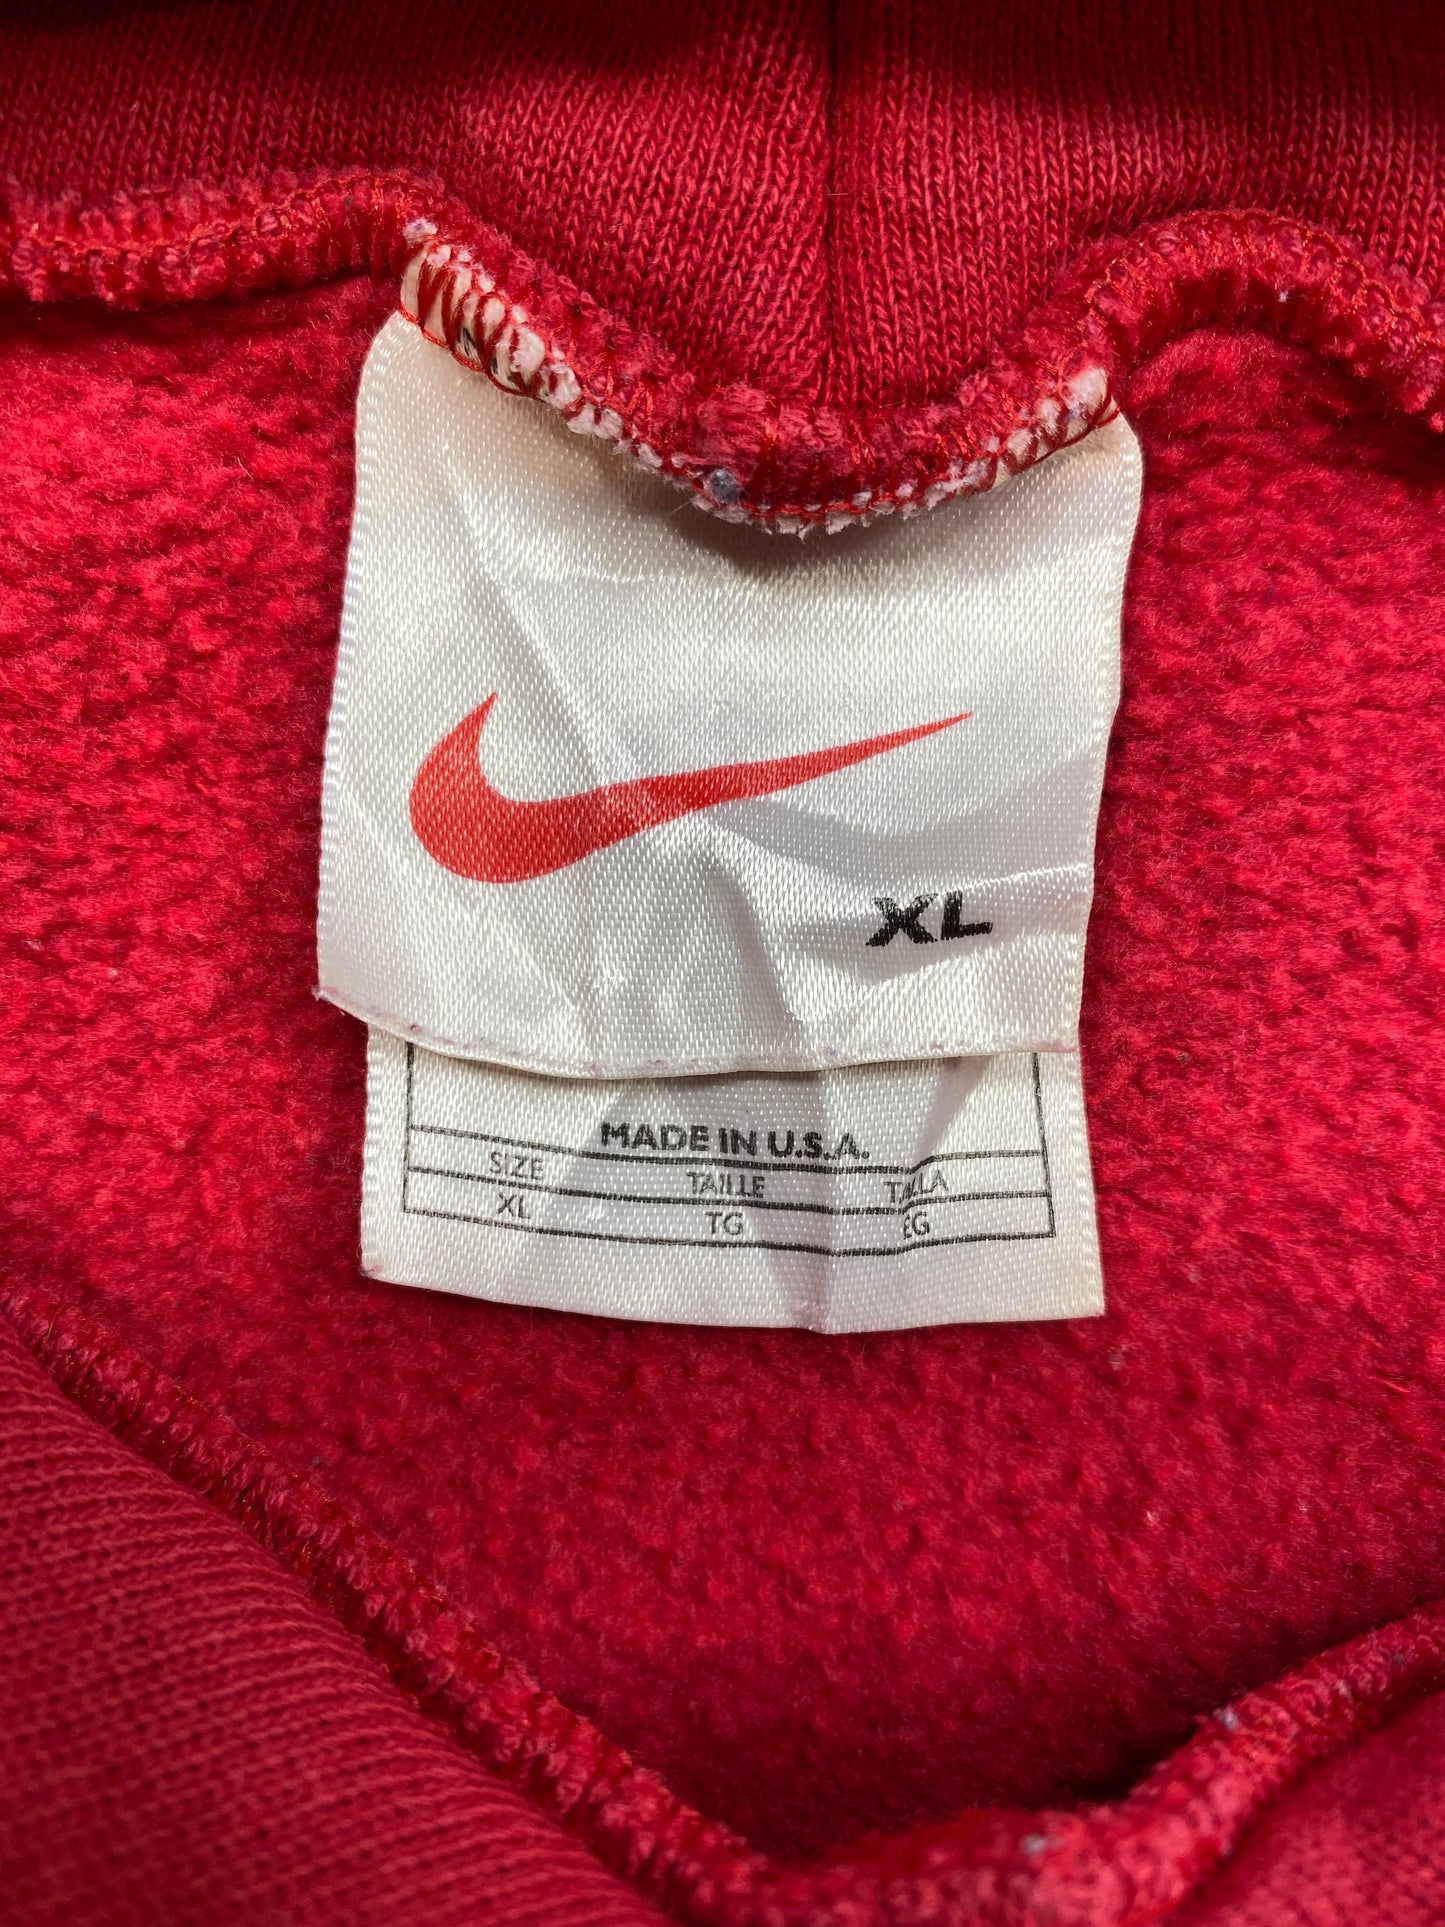 XL
MADE IN U.S.A.
SIZE TAILLE TALLA
XL TG EG